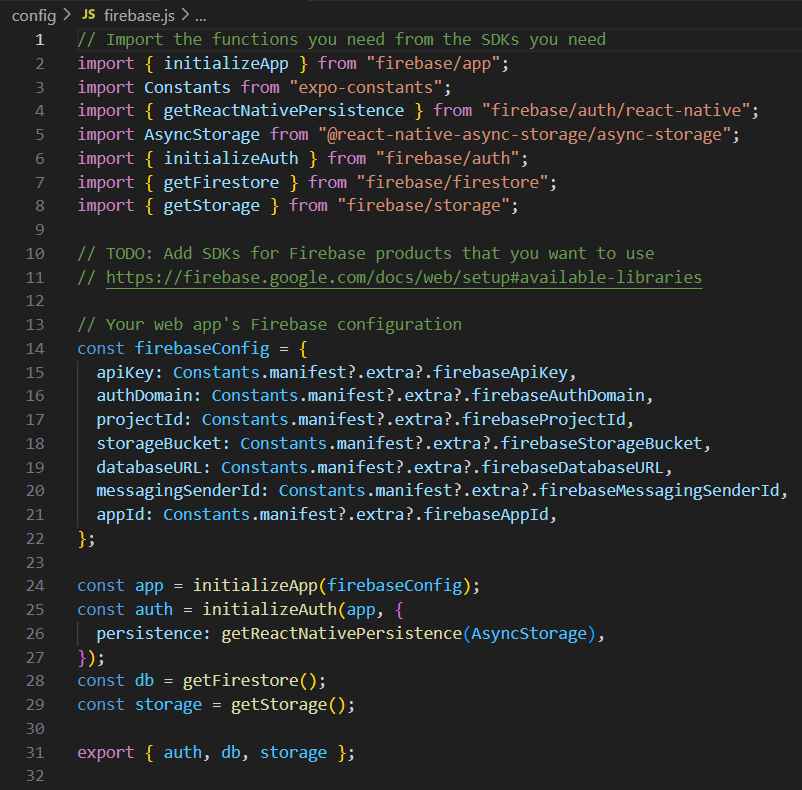 config > JS firebase.js > ...
1 // Import the functions you need from the SDKs you need
2 import { initializeApp } from "firebase/app";
3 import Constants from "expo-constants";
4 import { getReactNativePersistence } from "firebase/auth/react-native";
5 import AsyncStorage from "@react-native-async-storage/async-storage";
6 import { initializeAuth } from "firebase/auth";
7 import { getFirestore } from "firebase/firestore";
8 import { getStorage } from "firebase/storage";
9
10 // TODO: Add SDKs for Firebase products that you want to use
11 // https://firebase.google.com/docs/web/setup#available-libraries
12
13 // Your web app's Firebase configuration
14 const firebaseConfig = {
15   apiKey: Constants.manifest?.extra?.firebaseApiKey,
16   authDomain: Constants.manifest?.extra?.firebaseAuthDomain,
17   projectId: Constants.manifest?.extra?.firebaseProjectId,
18   storageBucket: Constants.manifest?.extra?.firebaseStorageBucket,
19   databaseURL: Constants.manifest?.extra?.firebaseDatabaseURL,
20   messagingSenderId: Constants.manifest?.extra?.firebaseMessagingSenderId,
21   appId: Constants.manifest?.extra?.firebaseAppId,
22 };
23
24 const app = initializeApp(firebaseConfig);
25 const auth = initializeAuth(app, {
26   persistence: getReactNativePersistence(AsyncStorage),
27 });
28 const db = getFirestore();
29 const storage = getStorage();
30
31 export { auth, db, storage };
32